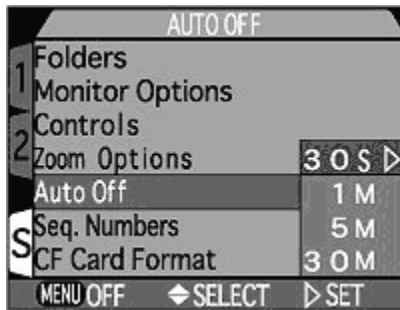 AUTO OFF
Folders
1
Monitor Options
Controls
2
Zoom Options 30S
Auto Off 1M
Seq. Numbers 5M
S
CF Card Format 30M
MENU OFF SELECT SET